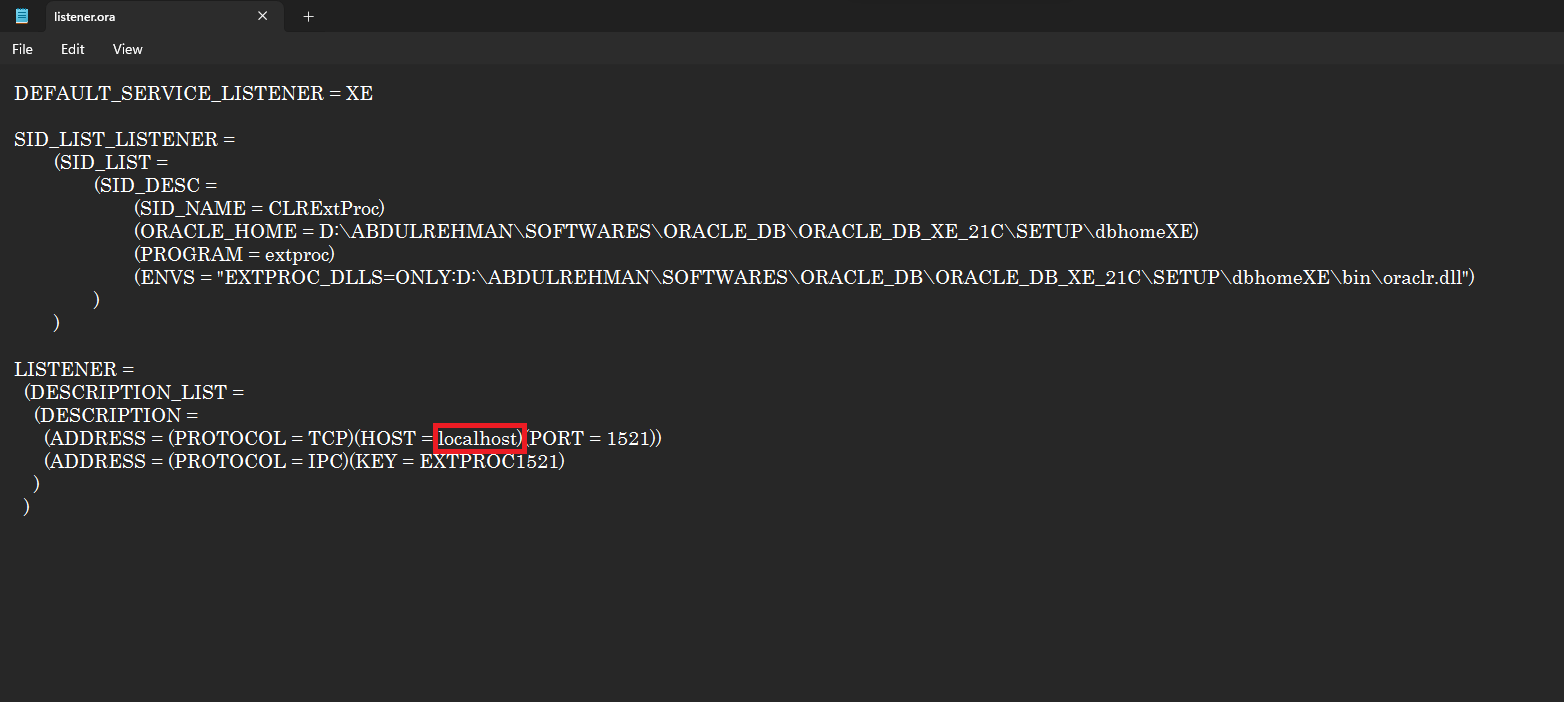 listener.ora
File Edit View
DEFAULT_SERVICE_LISTENER = XE
SID_LIST_LISTENER =
(SID_LIST =
(SID_DESC =
(SID_NAME = CLRExtProc)
(ORACLE_HOME = D:\ABDULREHMAN\SOFTWARES\ORACLE_DB\ORACLE_DB_XE_21C\SETUP\dbhomeXE)
(PROGRAM = extproc)
(ENVS = "EXTPROC_DLLS=ONLY:D:\ABDULREHMAN\SOFTWARES\ORACLE_DB\ORACLE_DB_XE_21C\SETUP\dbhomeXE\bin\oraclr.dll")
)
)
LISTENER =
(DESCRIPTION_LIST =
(DESCRIPTION =
(ADDRESS = (PROTOCOL = TCP)(HOST = localhost)(PORT = 1521))
(ADDRESS = (PROTOCOL = IPC)(KEY = EXTPROC1521)
)
)